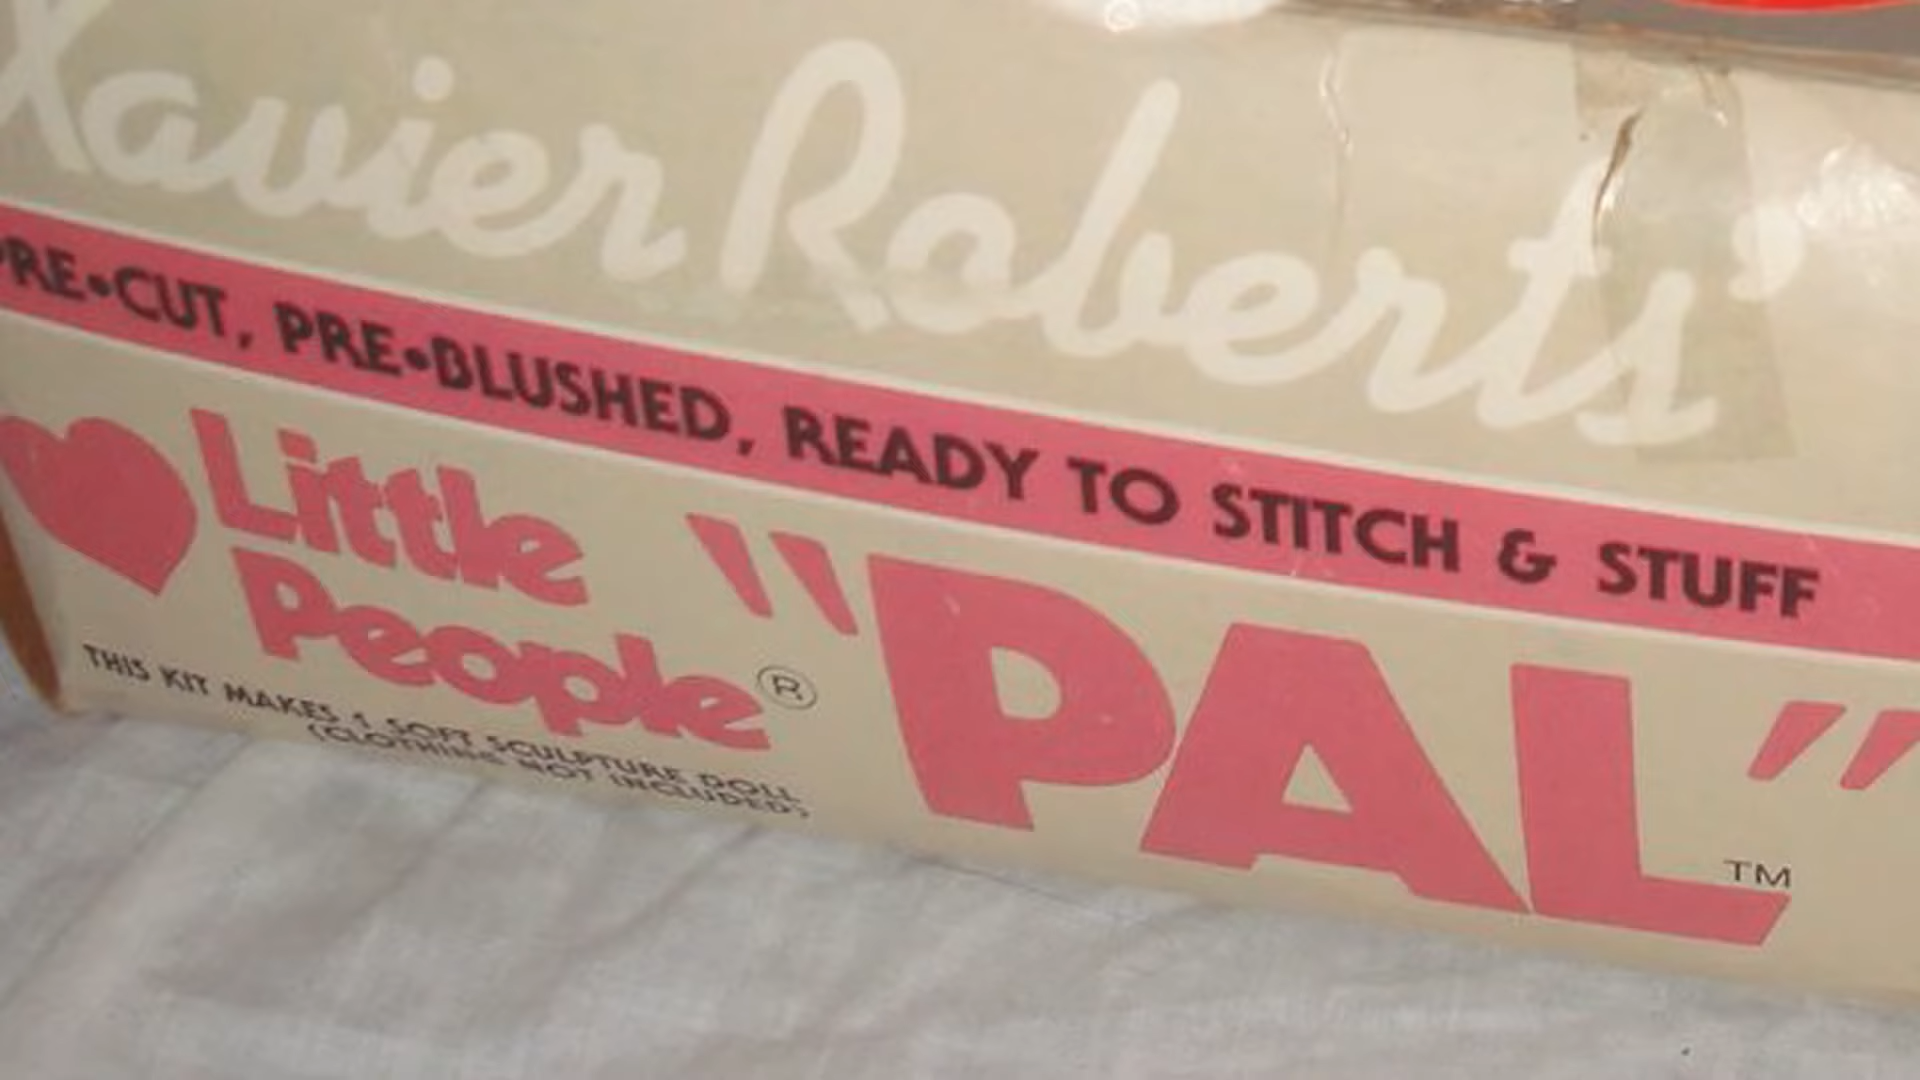 Xavier Roberts'
PRE•CUT, PRE•BLUSHED, READY TO STITCH & STUFF
Little
People®
"PAL"™
THIS KIT MAKES 1 SOFT SCULPTURE DOLL
(CLOTHING NOT INCLUDED)